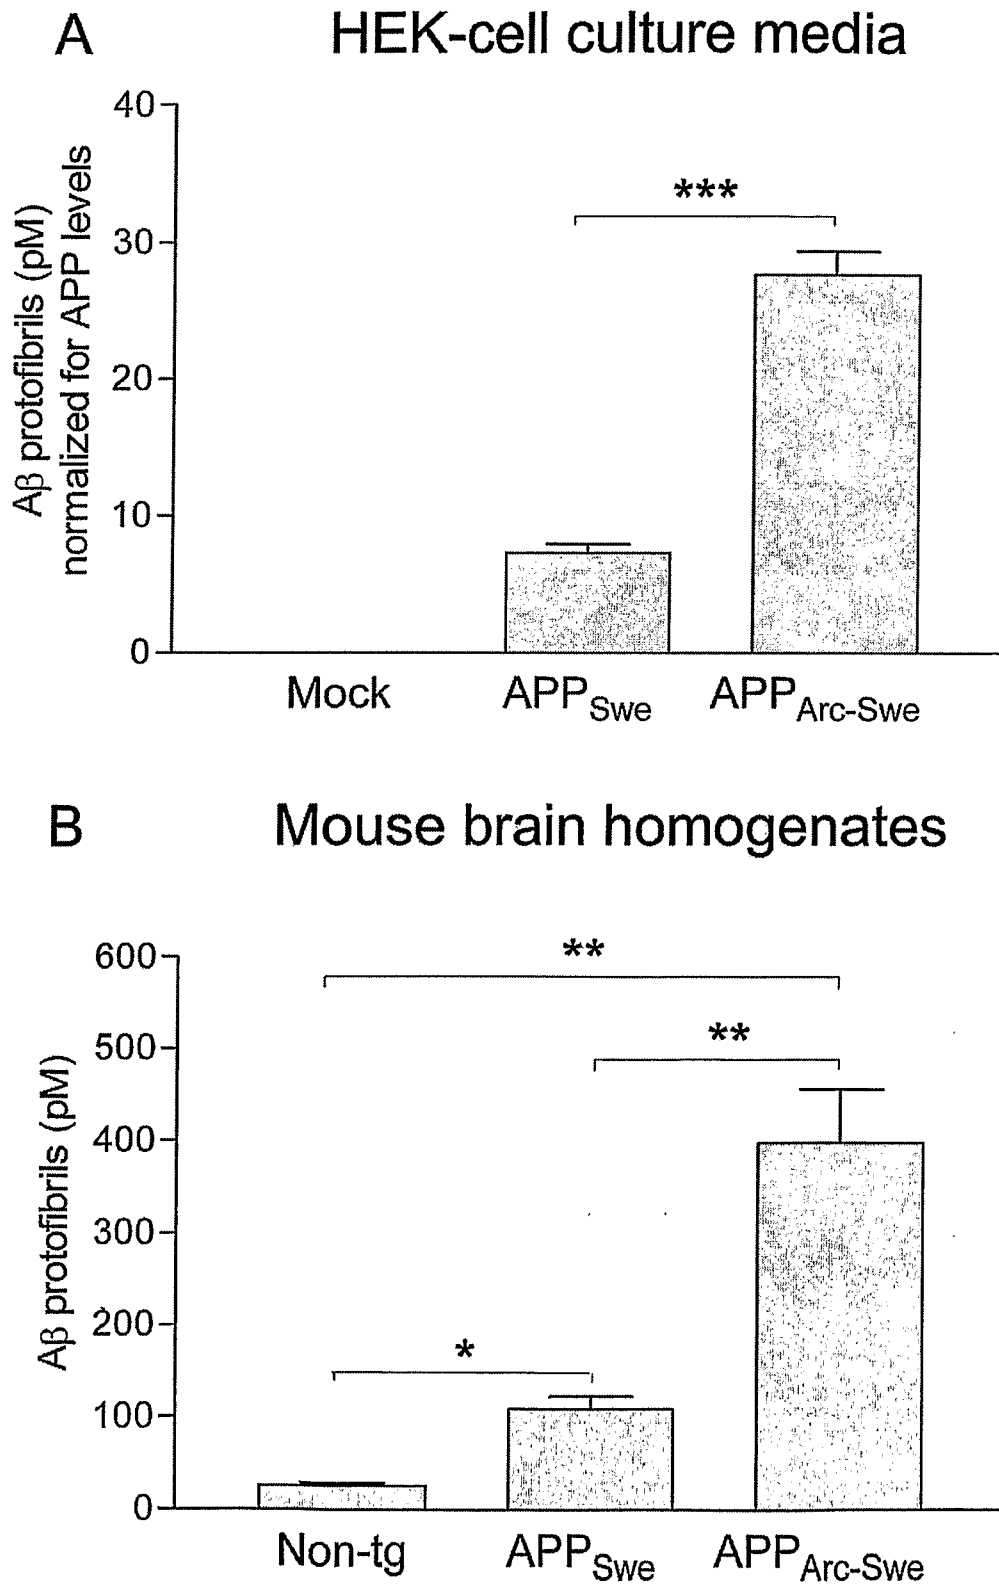 A HEK-cell culture media
40
30
20
10
0
Aβ protofibrils (pM)
normalized for APP levels
***
Mock APPSwe APPArc-Swe
B Mouse brain homogenates
600
500
400
300
200
100
0
Aβ protofibrils (pM)
**
**
*
Non-tg APPSwe APPArc-Swe